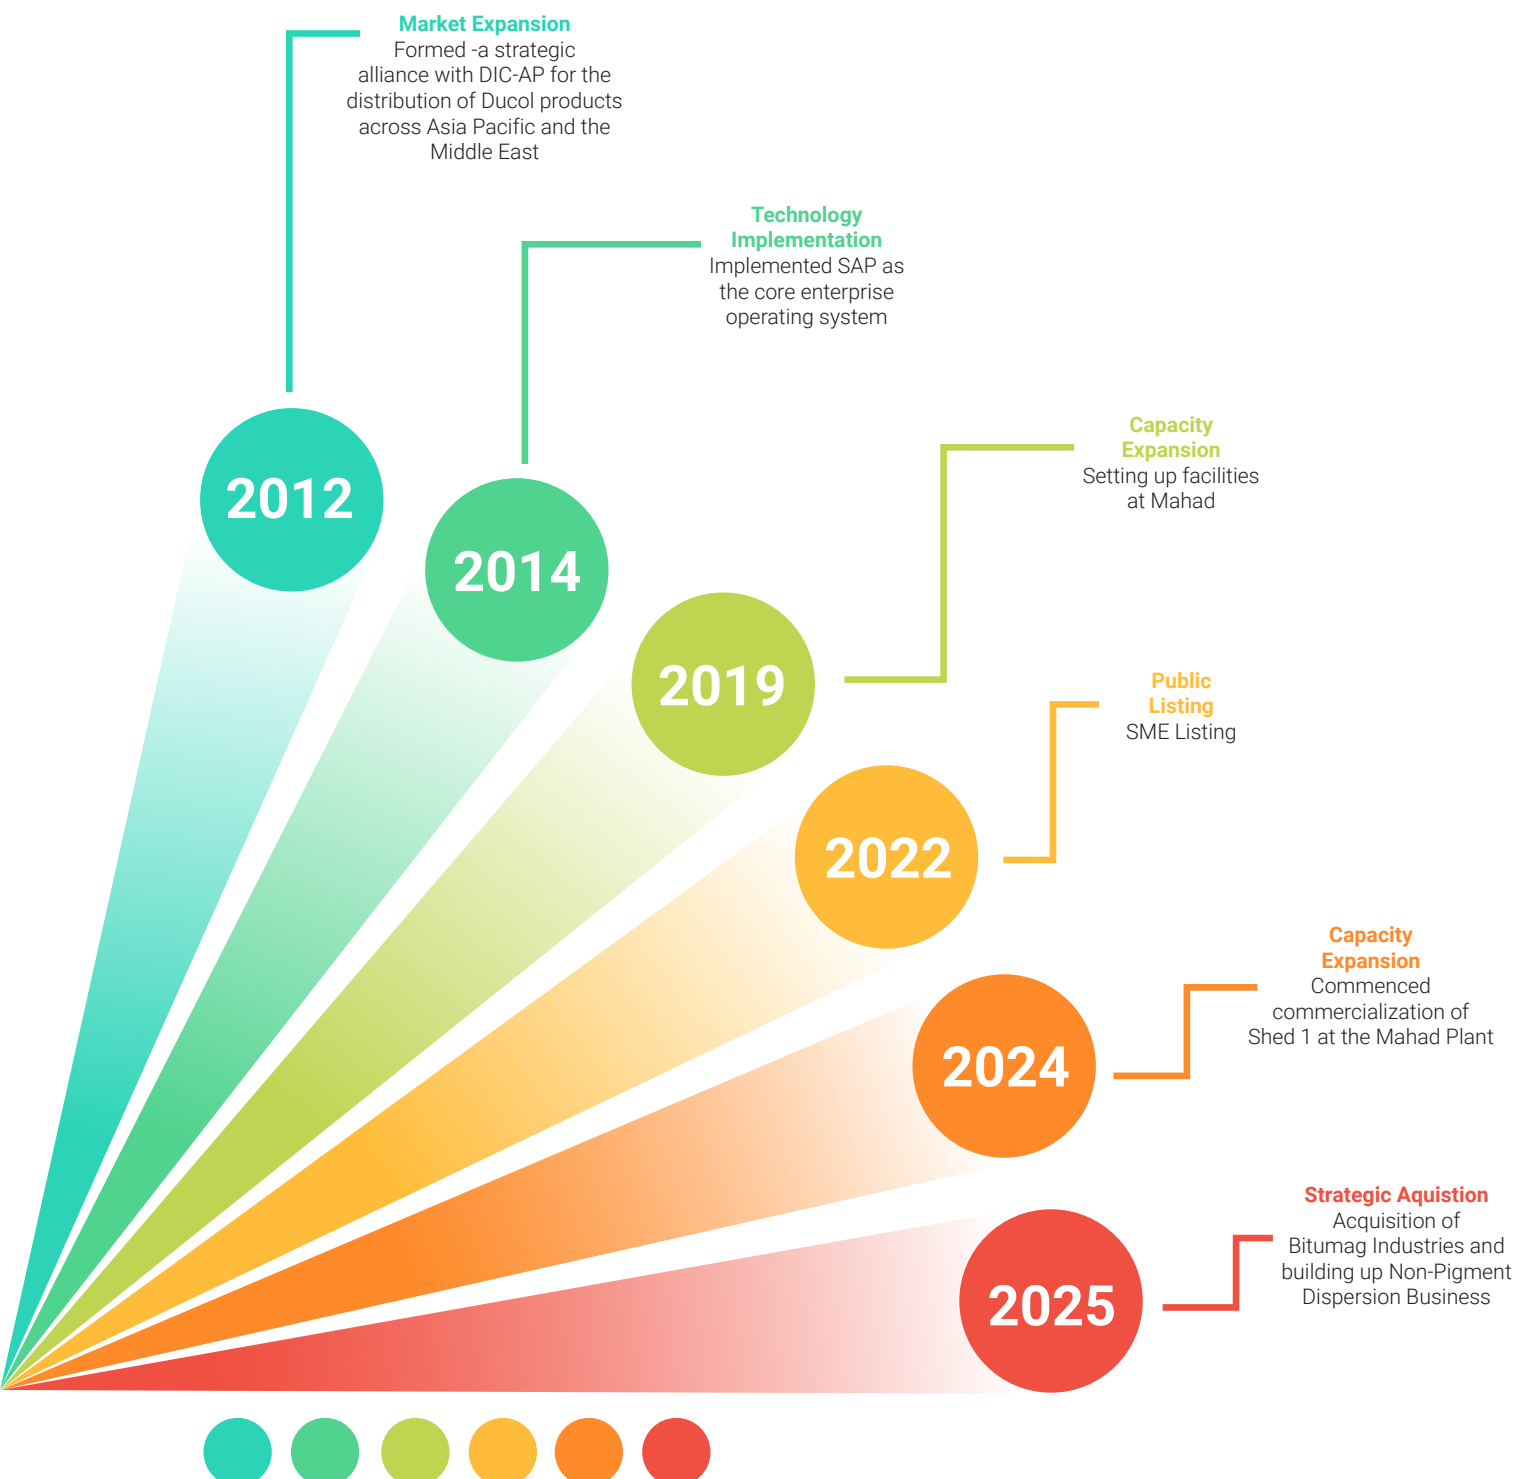 Market Expansion
Formed -a strategic
alliance with DIC-AP for the
distribution of Ducol products
across Asia Pacific and the
Middle East
Technology
Implementation
Implemented SAP as
the core enterprise
operating system
Capacity
Expansion
Setting up facilities
at Mahad
2012
2014
2019
Public
Listing
SME Listing
2022
Capacity
Expansion
Commenced
commercialization of
Shed 1 at the Mahad Plant
2024
Strategic Aquistion
Acquisition of
Bitumag Industries and
building up Non-Pigment
Dispersion Business
2025